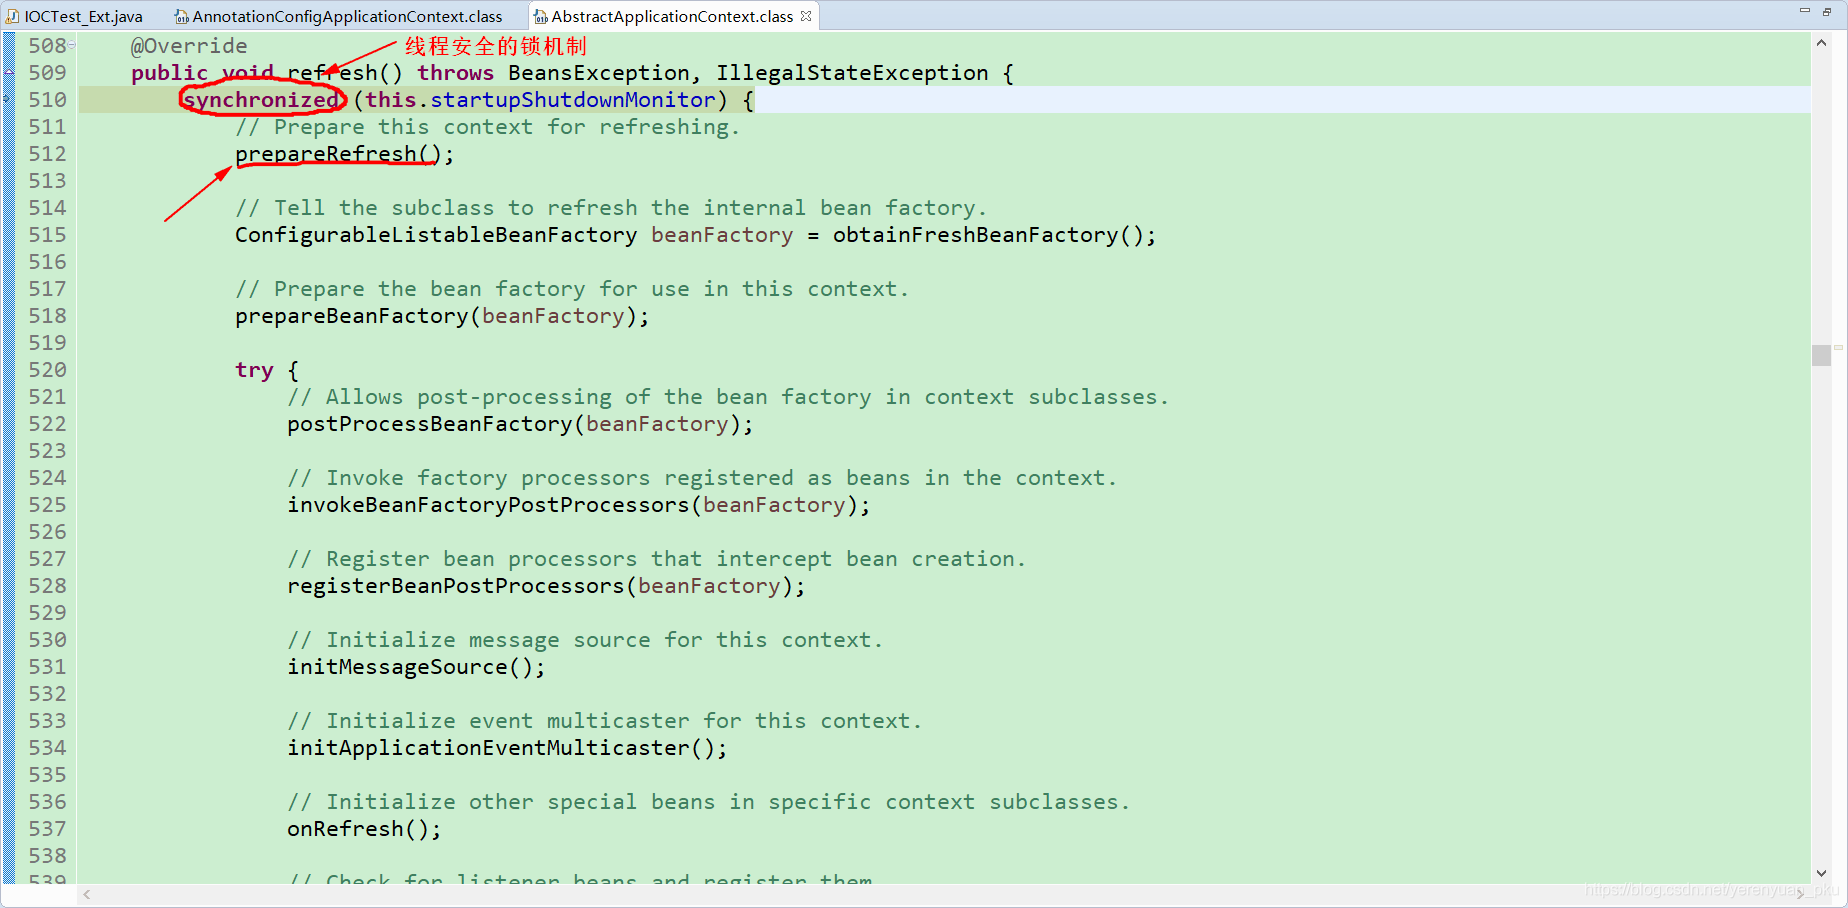 IOCTest_Ext.java AnnotationConfigApplicationContext.class AbstractApplicationContext.class
508 @Override 线程安全的锁机制
509 public void refresh() throws BeansException, IllegalStateException {
510 synchronized (this.startupShutdownMonitor) {
511 // Prepare this context for refreshing.
512 prepareRefresh();
513
514 // Tell the subclass to refresh the internal bean factory.
515 ConfigurableListableBeanFactory beanFactory = obtainFreshBeanFactory();
516
517 // Prepare the bean factory for use in this context.
518 prepareBeanFactory(beanFactory);
519
520 try {
521 // Allows post-processing of the bean factory in context subclasses.
522 postProcessBeanFactory(beanFactory);
523
524 // Invoke factory processors registered as beans in the context.
525 invokeBeanFactoryPostProcessors(beanFactory);
526
527 // Register bean processors that intercept bean creation.
528 registerBeanPostProcessors(beanFactory);
529
530 // Initialize message source for this context.
531 initMessageSource();
532
533 // Initialize event multicaster for this context.
534 initApplicationEventMulticaster();
535
536 // Initialize other special beans in specific context subclasses.
537 onRefresh();
538
539 // Check for listener beans and register them
https://blog.csdn.net/yerenyuan_pku